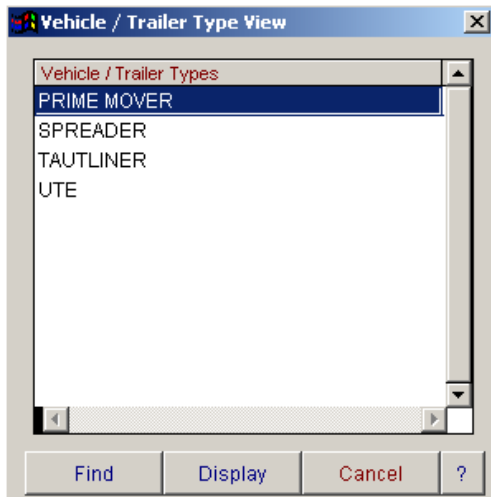 Vehicle / Trailer Type View
Vehicle / Trailer Types
PRIME MOVER
SPREADER
TAUTLINER
UTE
Find Display Cancel ?